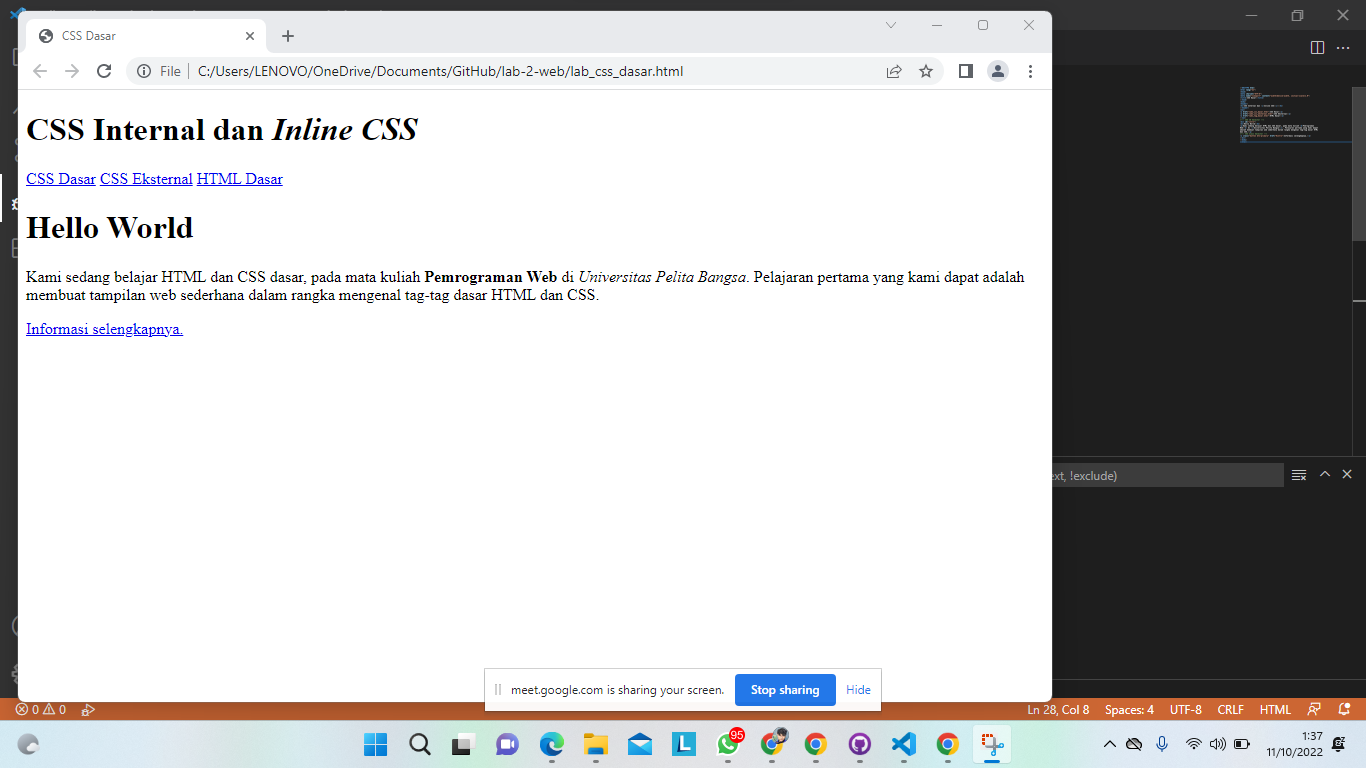 CSS Dasar
File
C:/Users/LENOVO/OneDrive/Documents/GitHub/lab-2-web/lab_css_dasar.html
CSS Internal dan Inline CSS
CSS Dasar CSS Eksternal HTML Dasar
Hello World
Kami sedang belajar HTML dan CSS dasar, pada mata kuliah Pemrograman Web di Universitas Pelita Bangsa. Pelajaran pertama yang kami dapat adalah
membuat tampilan web sederhana dalam rangka mengenal tag-tag dasar HTML dan CSS.
Informasi selengkapnya.
!exclude)
meet.google.com is sharing your screen. Stop sharing Hide
0 0
Ln 28, Col 8 Spaces: 4 UTF-8 CRLF HTML
L
95
1:37
11/10/2022